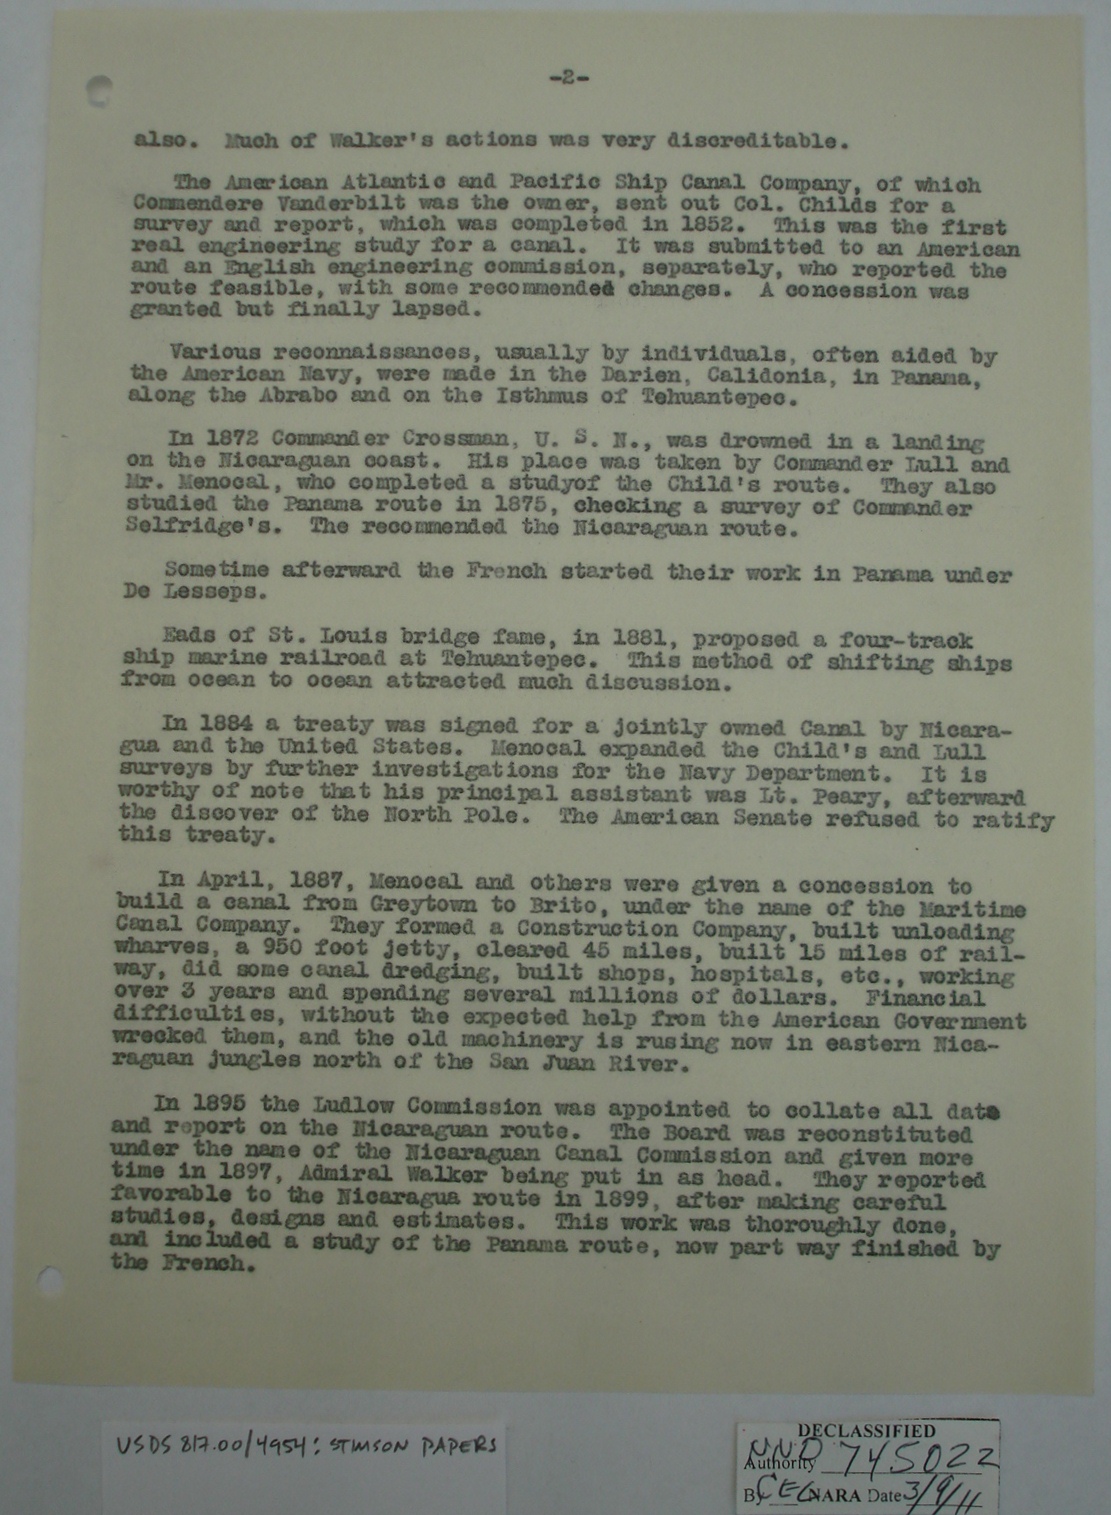 -2-
also. Much of Walker's actions was very discreditable.
The American Atlantic and Pacific Ship Canal Company, of which
Commendere Vanderbilt was the owner, sent out Col. Childs for a
survey and report, which was completed in 1852. This was the first
real engineering study for a canal. It was submitted to an American
and an English engineering commission, separately, who reported the
route feasible, with some recommended changes. A concession was
granted but finally lapsed.
Various reconnaissances, usually by individuals, often aided by
the American Navy, were made in the Darien, Calidonia, in Panama,
along the Abrabo and on the Isthmus of Tehuantepec.
In 1872 Commander Crossman, U. S. N., was drowned in a landing
on the Nicaraguan coast. His place was taken by Commander Lull and
Mr. Menocal, who completed a studyof the Child's route. They also
studied the Panama route in 1875, checking a survey of Commander
Selfridge's. The recommended the Nicaraguan route.
Sometime afterward the French started their work in Panama under
De Lesseps.
Eads of St. Louis bridge fame, in 1881, proposed a four-track
ship marine railroad at Tehuantepec. This method of shifting ships
from ocean to ocean attracted much discussion.
In 1884 a treaty was signed for a jointly owned Canal by Nicara-
gua and the United States. Menocal expanded the Child's and Lull
surveys by further investigations for the Navy Department. It is
worthy of note that his principal assistant was Lt. Peary, afterward
the discover of the North Pole. The American Senate refused to ratify
this treaty.
In April, 1887, Menocal and others were given a concession to
build a canal from Greytown to Brito, under the name of the Maritime
Canal Company. They formed a Construction Company, built unloading
wharves, a 950 foot jetty, cleared 45 miles, built 15 miles of rail-
way, did some canal dredging, built shops, hospitals, etc., working
over 3 years and spending several millions of dollars. Financial
difficulties, without the expected help from the American Government
wrecked them, and the old machinery is rusing now in eastern Nica-
raguan jungles north of the San Juan River.
In 1895 the Ludlow Commission was appointed to collate all data
and report on the Nicaraguan route. The Board was reconstituted
under the name of the Nicaraguan Canal Commission and given more
time in 1897, Admiral Walker being put in as head. They reported
favorable to the Nicaragua route in 1899, after making careful
studies, designs and estimates. This work was thoroughly done,
and included a study of the Panama route, now part way finished by
the French.
USDS 817.00/4954: STIMSON PAPERS
DECLASSIFIED
Authority NND 745022
By CEL NARA Date 3/9/11